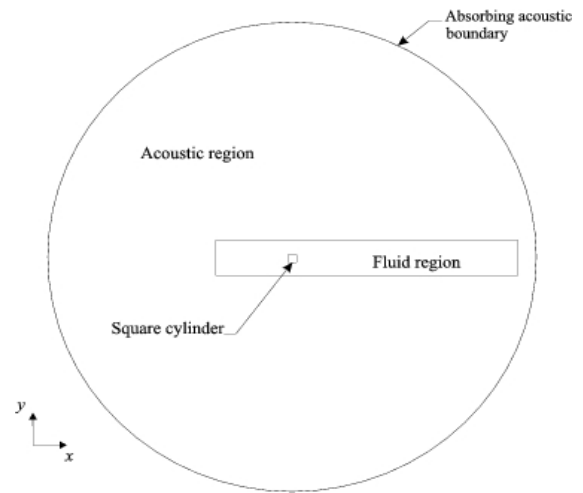 Absorbing acoustic
boundary
Acoustic region
Fluid region
Square cylinder
y
x